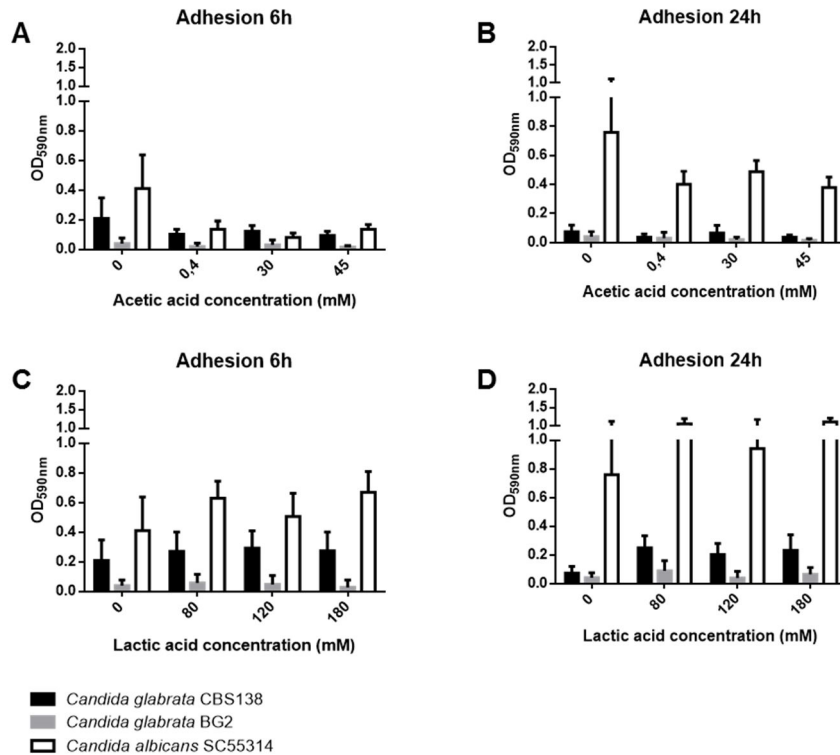 A
Adhesion 6h
2.0
1.5
1.0
1.0
0.8
0.6
0.4
0.2
0.0
OD590nm
0
0,4
30
45
Acetic acid concentration (mM)
B
Adhesion 24h
2.0
1.5
1.0
1.0
0.8
0.6
0.4
0.2
0.0
OD590nm
0
0,4
30
45
Acetic acid concentration (mM)
C
Adhesion 6h
2.0
1.5
1.0
1.0
0.8
0.6
0.4
0.2
0.0
OD590nm
0
80
120
180
Lactic acid concentration (mM)
D
Adhesion 24h
2.0
1.5
1.0
1.0
0.8
0.6
0.4
0.2
0.0
OD590nm
0
80
120
180
Lactic acid concentration (mM)
Candida glabrata CBS138
Candida glabrata BG2
Candida albicans SC55314